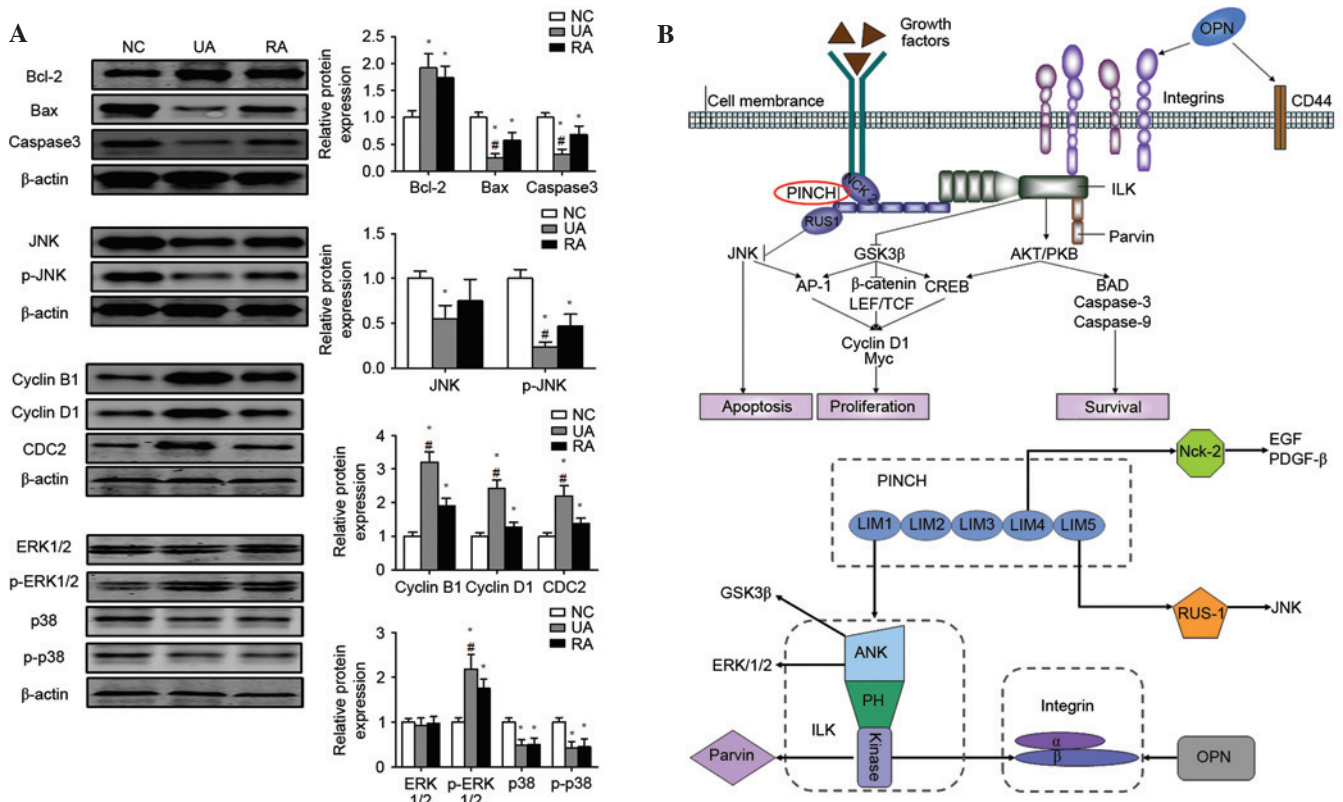 A
NC UA RA
Bcl-2
Bax
Caspase3
β-actin
JNK
p-JNK
β-actin
Cyclin B1
Cyclin D1
CDC2
β-actin
ERK1/2
p-ERK1/2
p38
p-p38
β-actin
Relative protein
expression
2.5
2.0
1.5
1.0
0.5
0.0
NC
UA
RA
* * * # * * # *
Bcl-2 Bax Caspase3
Relative protein
expression
1.5
1.0
0.5
0.0
NC
UA
RA
* * # *
JNK p-JNK
Relative protein
expression
4
3
2
1
0
NC
UA
RA
* # * * # * * # *
Cyclin B1 Cyclin D1 CDC2
Relative protein
expression
3
2
1
0
NC
UA
RA
* # * * * * *
ERK p-ERK p38 p-p38
1/2 1/2
B
Growth
factors
OPN
Cell membrance
Integrins
CD44
PINCH
NCK 2
RUS1
ILK
Parvin
JNK GSK3β AKT/PKB
AP-1 β-catenin CREB
LEF/TCF
BAD
Caspase-3
Caspase-9
Cyclin D1
Myc
Apoptosis Proliferation Survival
Nck-2
EGF
PDGF-β
PINCH
LIM1 LIM2 LIM3 LIM4 LIM5
GSK3β
RUS-1
JNK
ANK
ERK/1/2
PH
ILK
Kinase
Parvin
Integrin
α
β
OPN